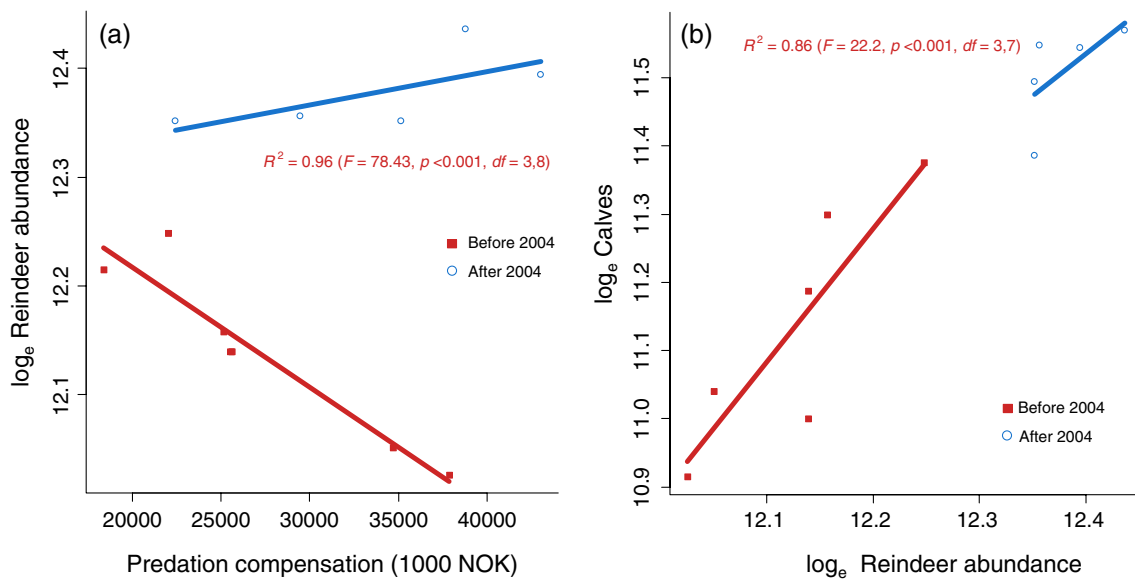 (a)
log_e Reindeer abundance
12.4
12.3
12.2
12.1
R² = 0.96 (F = 78.43, p <0.001, df = 3,8)
Before 2004
After 2004
20000 25000 30000 35000 40000
Predation compensation (1000 NOK)
(b)
log_e Calves
11.5
11.4
11.3
11.2
11.1
11.0
10.9
R² = 0.86 (F = 22.2, p <0.001, df = 3,7)
Before 2004
After 2004
12.1 12.2 12.3 12.4
log_e Reindeer abundance